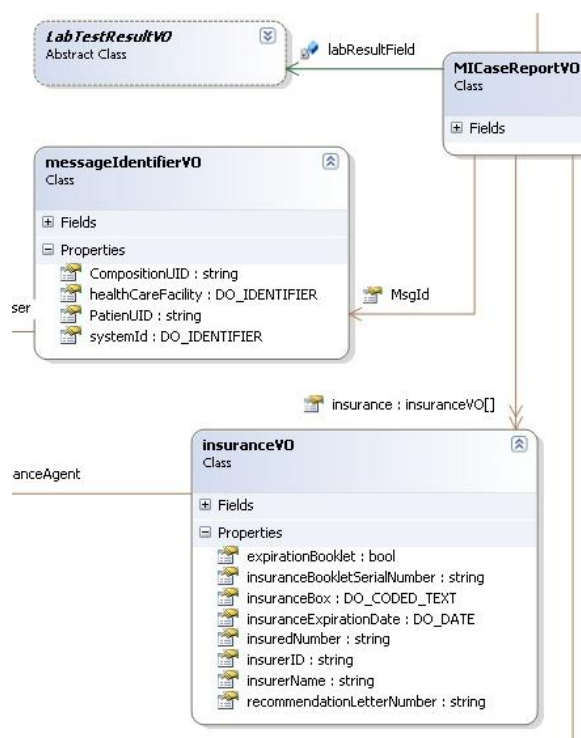 LabTestResultVO
Abstract Class
labResultField
MICaseReportVO
Class
Fields
messageIdentifierVO
Class
Fields
Properties
CompositionUID : string
healthCareFacility : DO_IDENTIFIER
PatienUID : string
systemId : DO_IDENTIFIER
ser
MsgId
insurance : insuranceVO[]
insuranceVO
Class
anceAgent
Fields
Properties
expirationBooklet : bool
insuranceBookletSerialNumber : string
insuranceBox : DO_CODED_TEXT
insuranceExpirationDate : DO_DATE
insuredNumber : string
insurerID : string
insurerName : string
recommendationLetterNumber : string